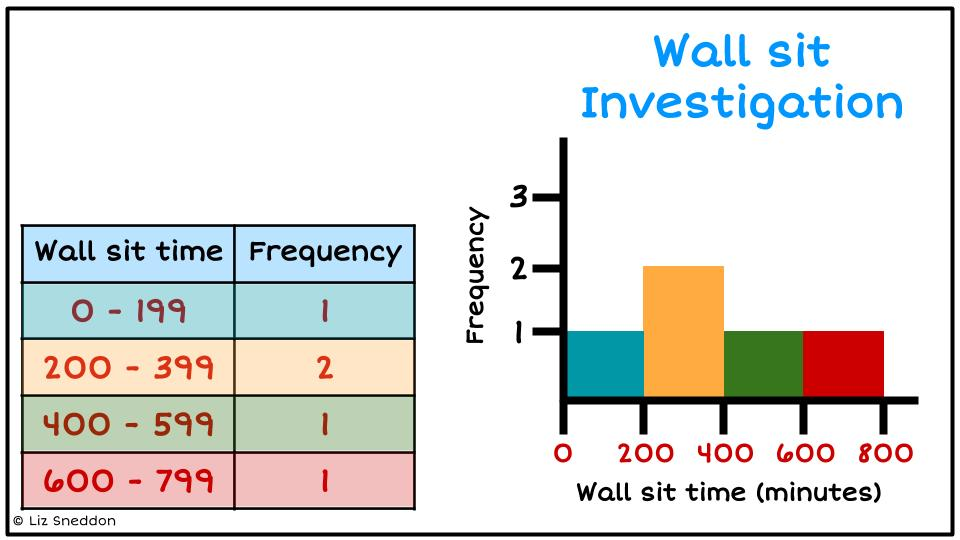 Wall sit
Investigation
Wall sit time Frequency
0 - 199 1
200 - 399 2
400 - 599 1
600 - 799 1
Frequency
3
2
1
0 200 400 600 800
Wall sit time (minutes)
© Liz Sneddon